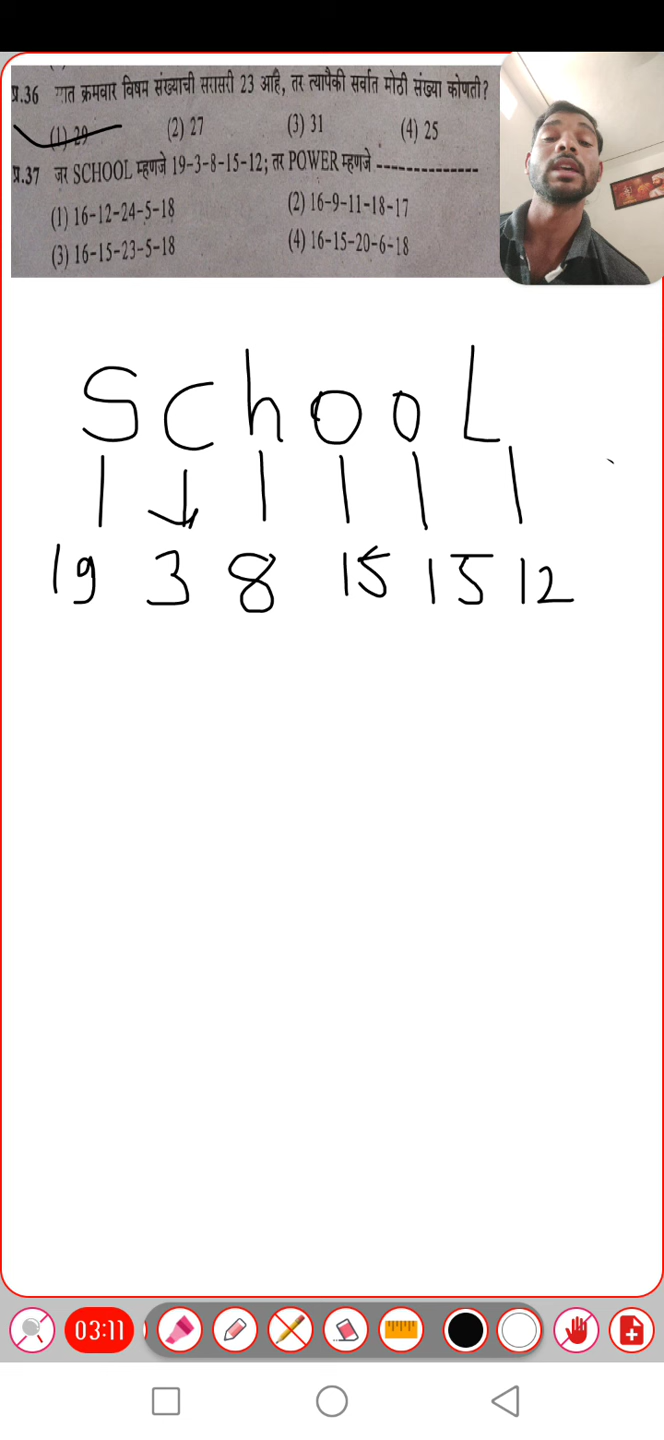 प्र.36 सात क्रमवार विषम संख्याची सरासरी 23 आहे, तर त्यापैकी सर्वात मोठी संख्या कोणती?
(1) 29 (2) 27 (3) 31 (4) 25
प्र.37 जर SCHOOL म्हणजे 19-3-8-15-12; तर POWER म्हणजे --------------
(1) 16-12-24-5-18 (2) 16-9-11-18-17
(3) 16-15-23-5-18 (4) 16-15-20-6-18
SchooL
19 3 8 15 15 12
03:11